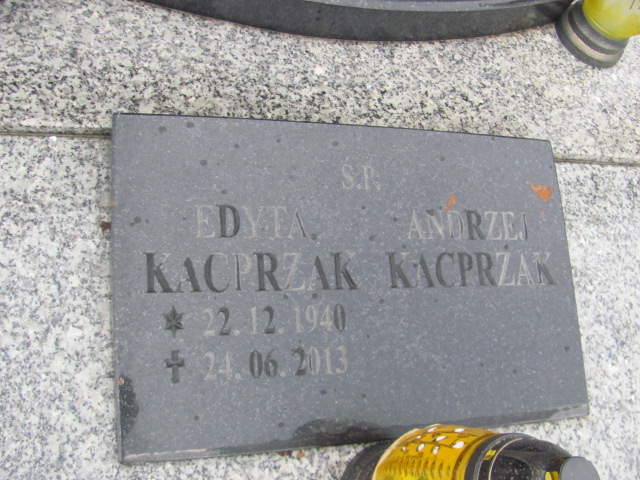 Ś.P.
EDYTA ANDRZEJ
KACPRZAK KACPRZAK
22.12.1940
24.06.2013